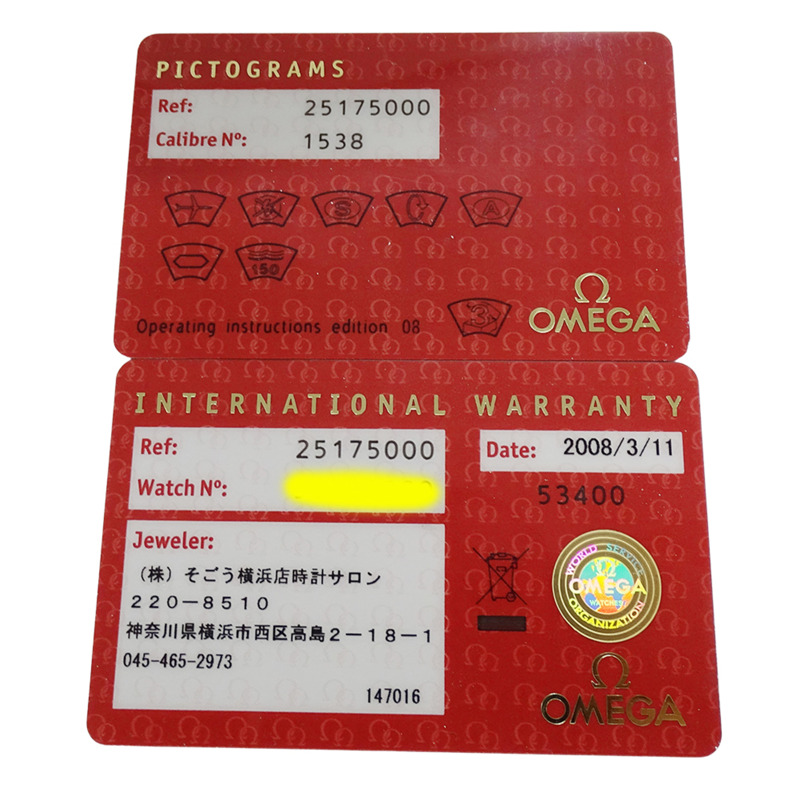 PICTOGRAMS
Ref: 25175000
Calibre Nº: 1538
S A
150
Operating instructions edition 08 3
Ω
OMEGA
INTERNATIONAL WARRANTY
Ref: 25175000 Date: 2008/3/11
Watch Nº: 53400
Jeweler:
(株)そごう横浜店時計サロン
220-8510
神奈川県横浜市西区高島2-18-1
045-465-2973
147016
WORLD SERVICE
OMEGA
WATCHES
ORGANIZATION
Ω
OMEGA